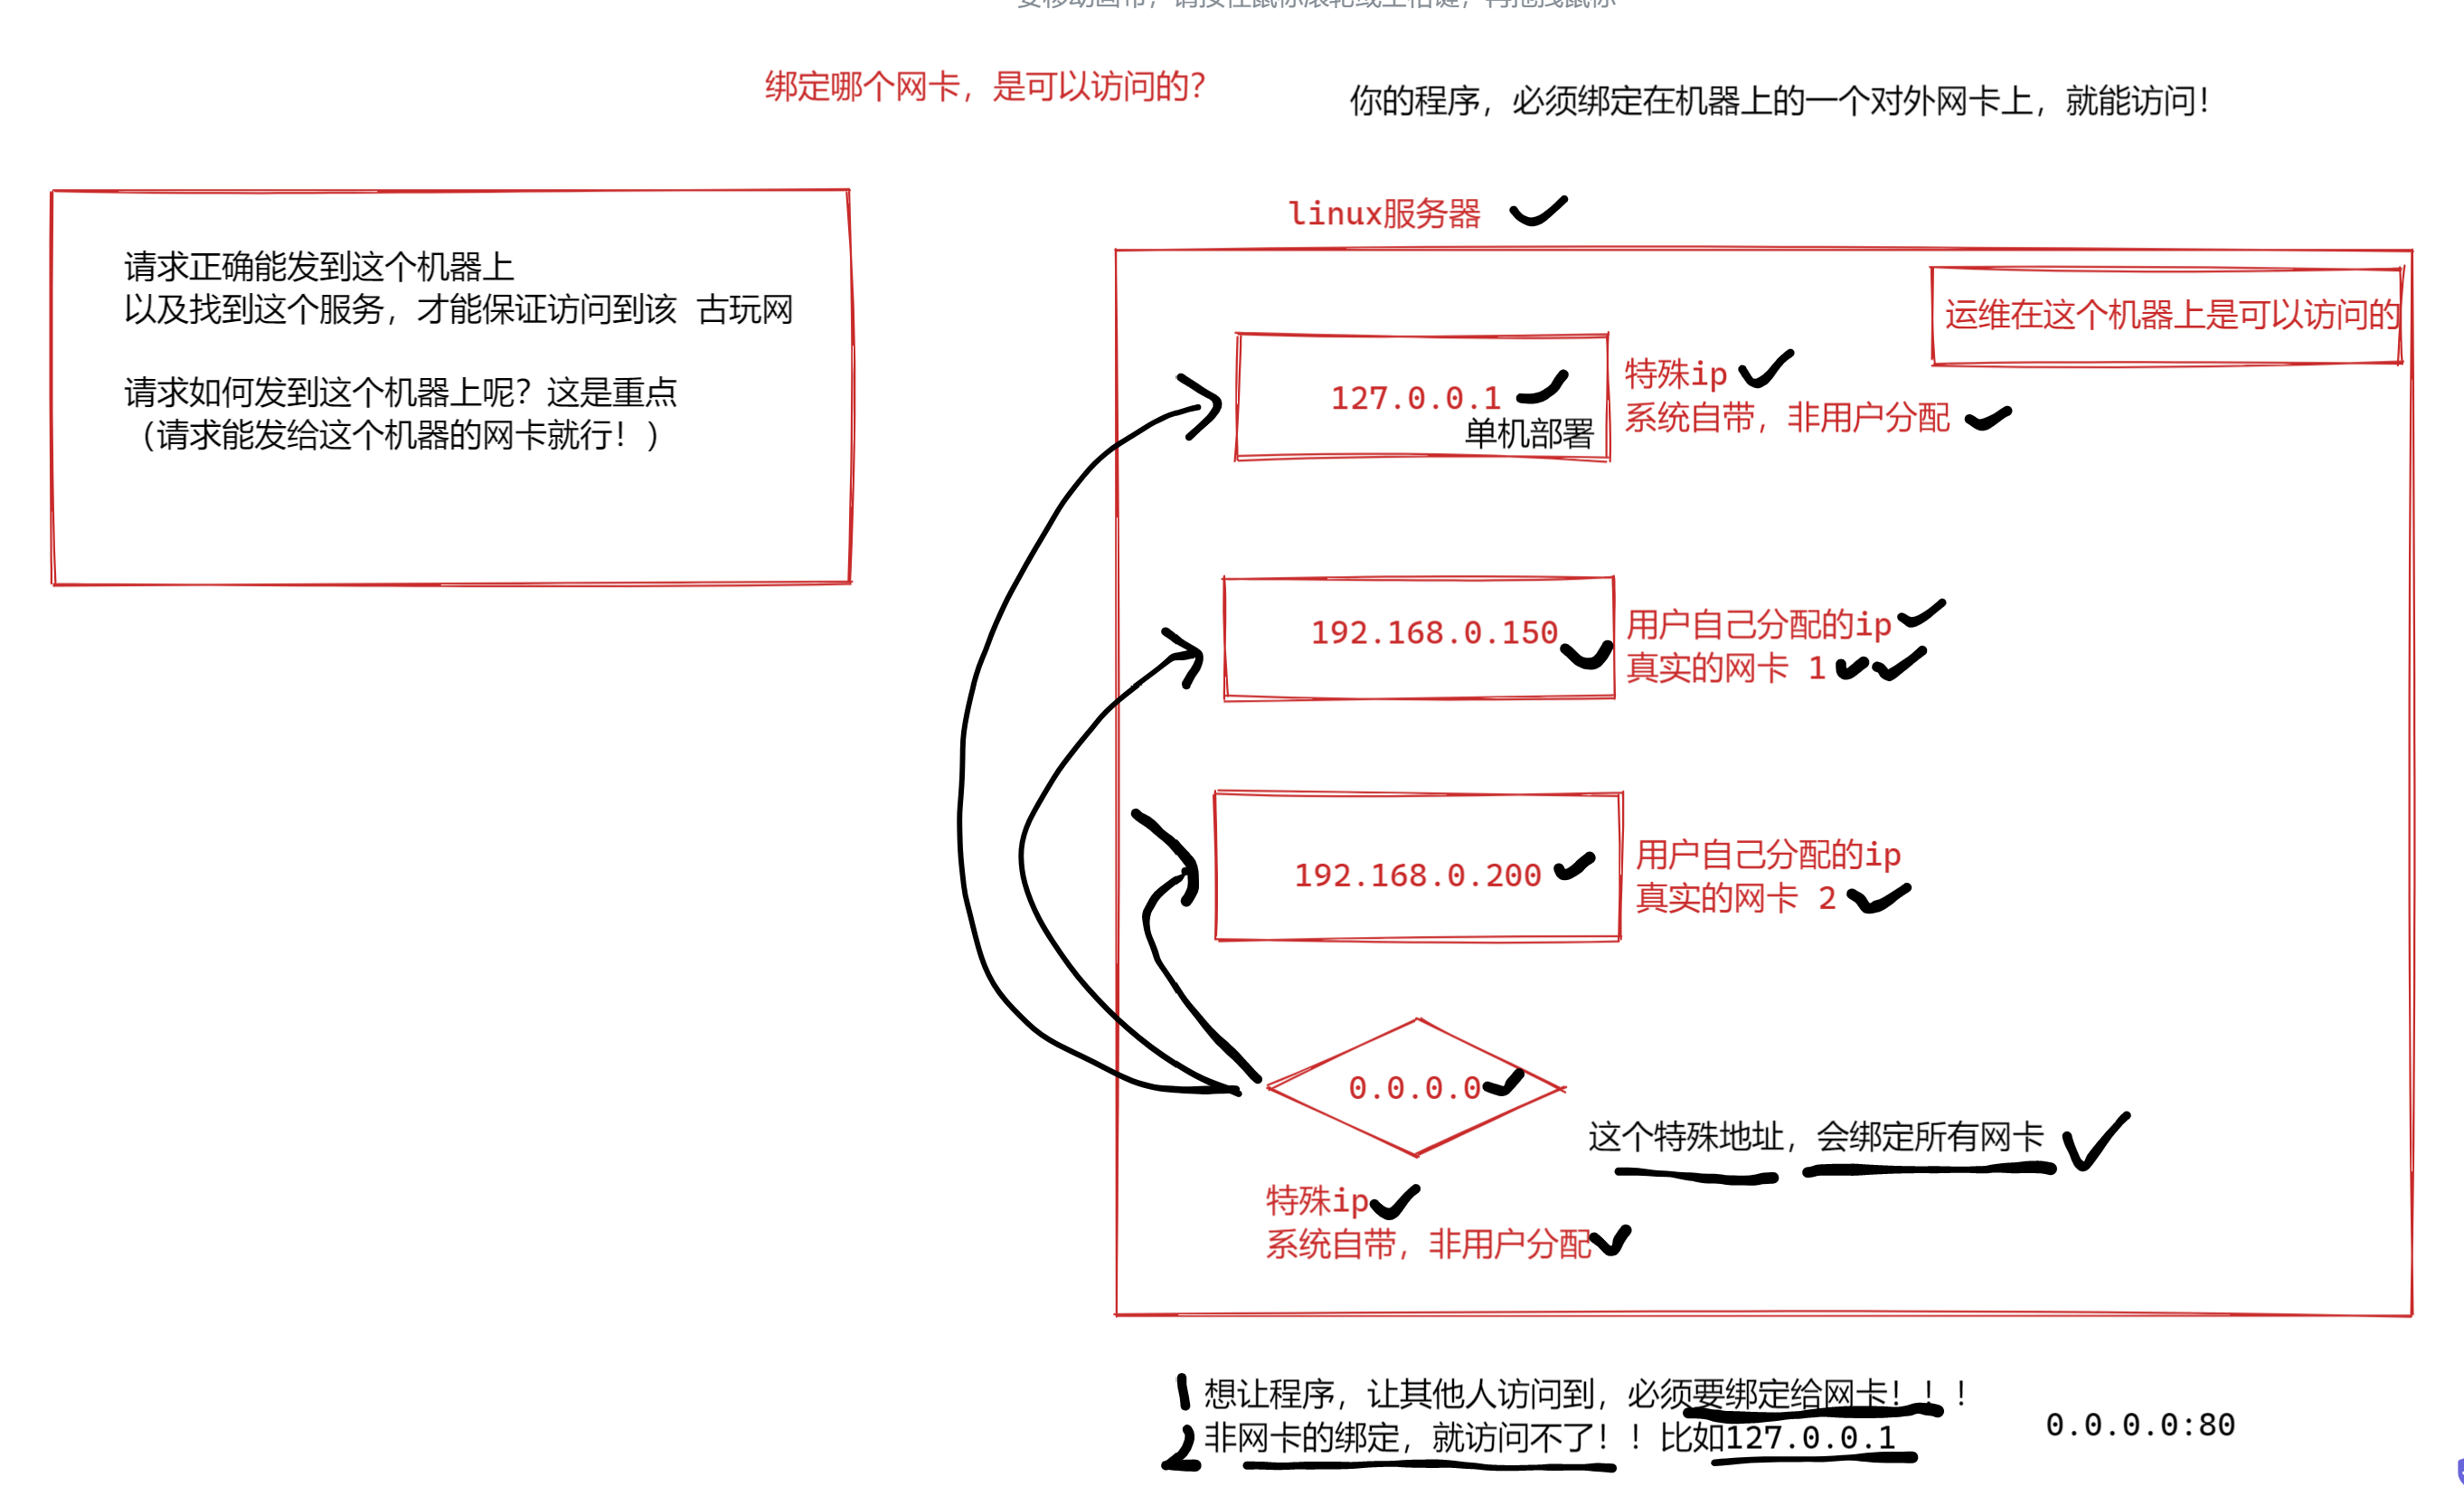 绑定哪个网卡，是可以访问的？
你的程序，必须绑定在机器上的一个对外网卡上，就能访问！
请求正确能发到这个机器上
以及找到这个服务，才能保证访问到该 古玩网
请求如何发到这个机器上呢？这是重点
（请求能发给这个机器的网卡就行！）
linux服务器
运维在这个机器上是可以访问的
127.0.0.1
单机部署
特殊ip
系统自带，非用户分配
192.168.0.150
用户自己分配的ip
真实的网卡 1
192.168.0.200
用户自己分配的ip
真实的网卡 2
0.0.0.0
这个特殊地址，会绑定所有网卡
特殊ip
系统自带，非用户分配
1 想让程序，让其他人访问到，必须要绑定给网卡！！！
2 非网卡的绑定，就访问不了！！比如127.0.0.1
0.0.0.0:80